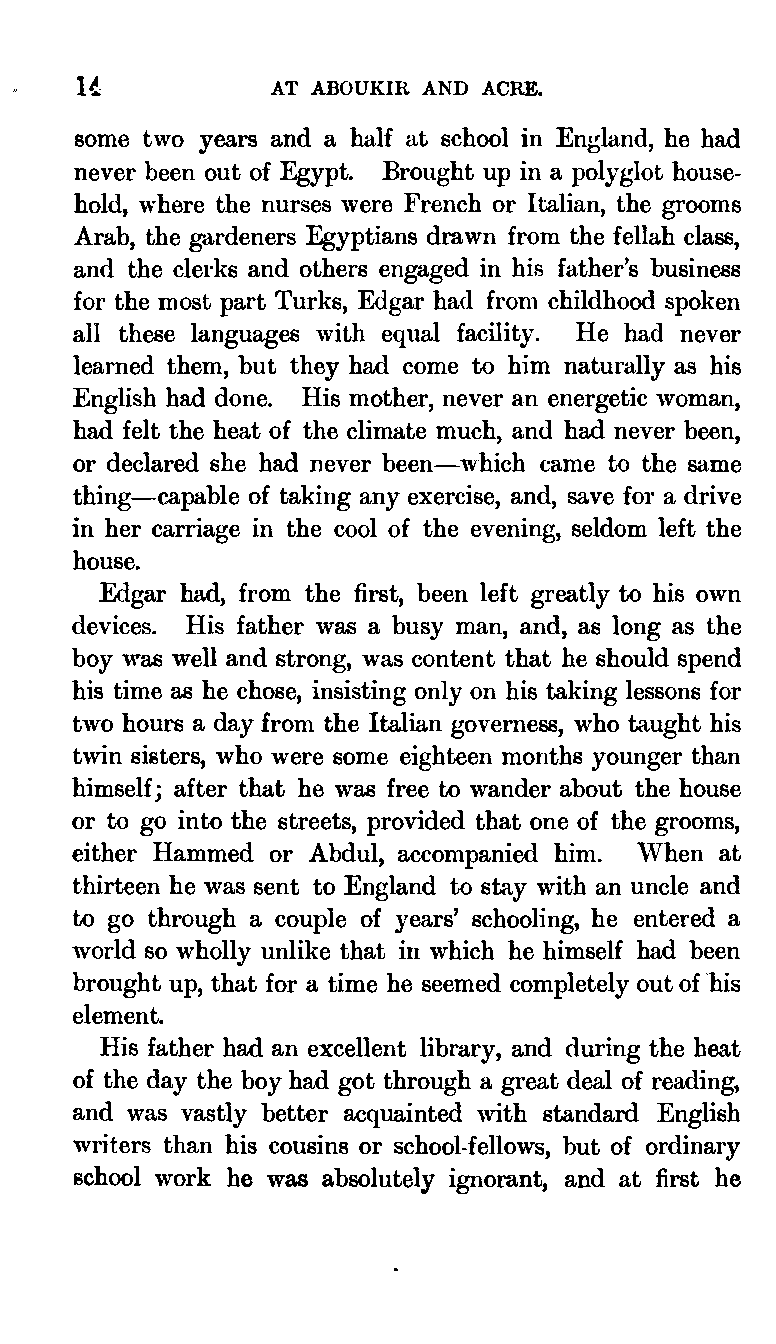 14 AT ABOUKIR AND ACRE.
some two years and a half at school in England, he had
never been out of Egypt. Brought up in a polyglot house-
hold, where the nurses were French or Italian, the grooms
Arab, the gardeners Egyptians drawn from the fellah class,
and the clerks and others engaged in his father's business
for the most part Turks, Edgar had from childhood spoken
all these languages with equal facility. He had never
learned them, but they had come to him naturally as his
English had done. His mother, never an energetic woman,
had felt the heat of the climate much, and had never been,
or declared she had never been—which came to the same
thing—capable of taking any exercise, and, save for a drive
in her carriage in the cool of the evening, seldom left the
house.
Edgar had, from the first, been left greatly to his own
devices. His father was a busy man, and, as long as the
boy was well and strong, was content that he should spend
his time as he chose, insisting only on his taking lessons for
two hours a day from the Italian governess, who taught his
twin sisters, who were some eighteen months younger than
himself; after that he was free to wander about the house
or to go into the streets, provided that one of the grooms,
either Hammed or Abdul, accompanied him. When at
thirteen he was sent to England to stay with an uncle and
to go through a couple of years' schooling, he entered a
world so wholly unlike that in which he himself had been
brought up, that for a time he seemed completely out of his
element.
His father had an excellent library, and during the heat
of the day the boy had got through a great deal of reading,
and was vastly better acquainted with standard English
writers than his cousins or school-fellows, but of ordinary
school work he was absolutely ignorant, and at first he